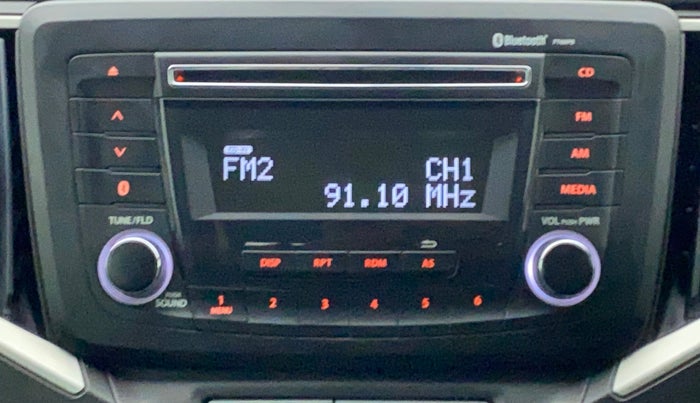 Bluetooth
CD
FM
AM
MEDIA
FM2 CH1
91.10 MHz
TUNE/FLD
VOL PUSH PWR
DISP RPT RDM AS
PUSH
SOUND
1 2 3 4 5 6
MENU